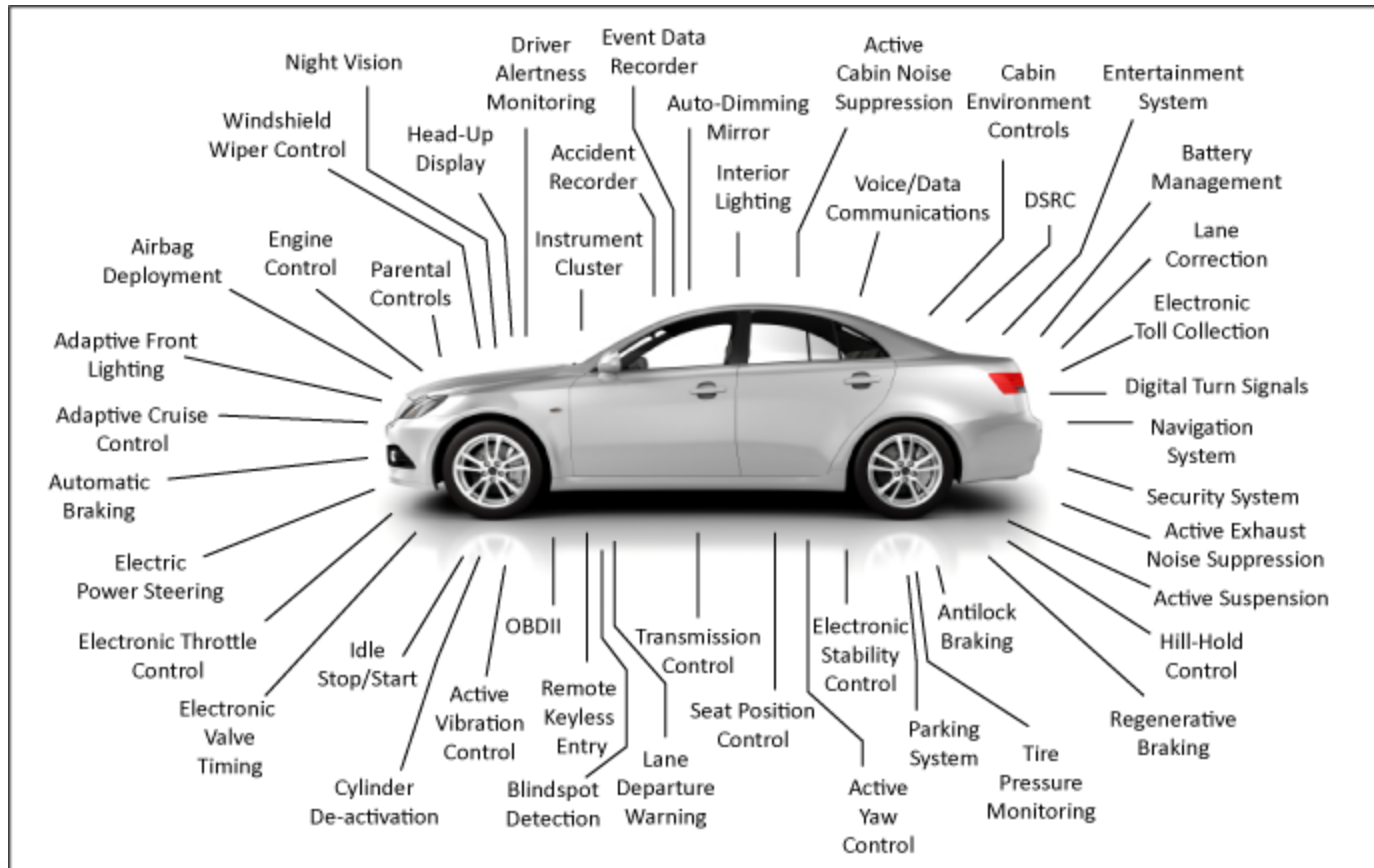 Night Vision
Driver
Alertness
Monitoring
Event Data
Recorder
Active
Cabin Noise
Suppression
Cabin
Environment
Controls
Entertainment
System
Windshield
Wiper Control
Head-Up
Display
Accident
Recorder
Auto-Dimming
Mirror
Interior
Lighting
Voice/Data
Communications
DSRC
Battery
Management
Airbag
Deployment
Engine
Control
Parental
Controls
Instrument
Cluster
Lane
Correction
Electronic
Toll Collection
Adaptive Front
Lighting
Digital Turn Signals
Adaptive Cruise
Control
Navigation
System
Automatic
Braking
Security System
Active Exhaust
Noise Suppression
Electric
Power Steering
Active Suspension
Electronic Throttle
Control
Idle
Stop/Start
OBDII
Transmission
Control
Electronic
Stability
Control
Antilock
Braking
Hill-Hold
Control
Electronic
Valve
Timing
Active
Vibration
Control
Remote
Keyless
Entry
Seat Position
Control
Parking
System
Regenerative
Braking
Cylinder
De-activation
Blindspot
Detection
Lane
Departure
Warning
Active
Yaw
Control
Tire
Pressure
Monitoring